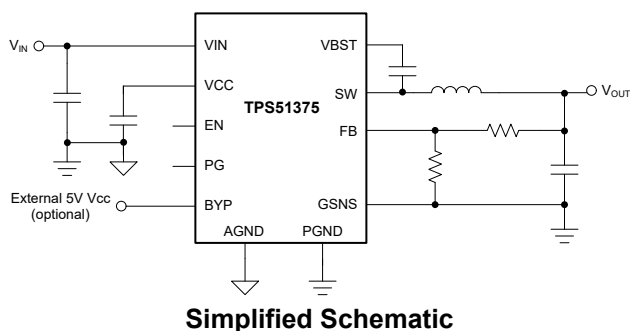 VIN
VIN
VBST
VCC
SW
VOUT
TPS51375
EN
FB
PG
External 5V Vcc
(optional)
BYP
GSNS
AGND
PGND
Simplified Schematic